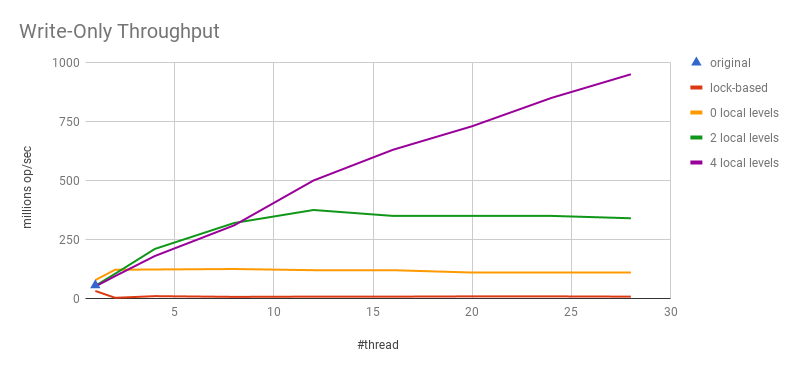 Write-Only Throughput
millions op/sec
1000
750
500
250
0
5
10
15
20
25
30
#thread
original
lock-based
0 local levels
2 local levels
4 local levels